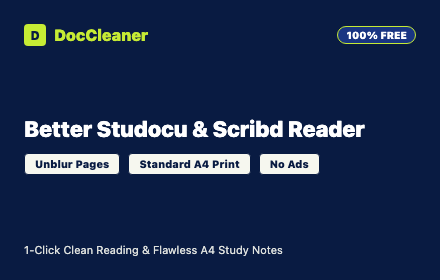 D DocCleaner
100% FREE
Better Studocu & Scribd Reader
Unblur Pages Standard A4 Print No Ads
1-Click Clean Reading & Flawless A4 Study Notes